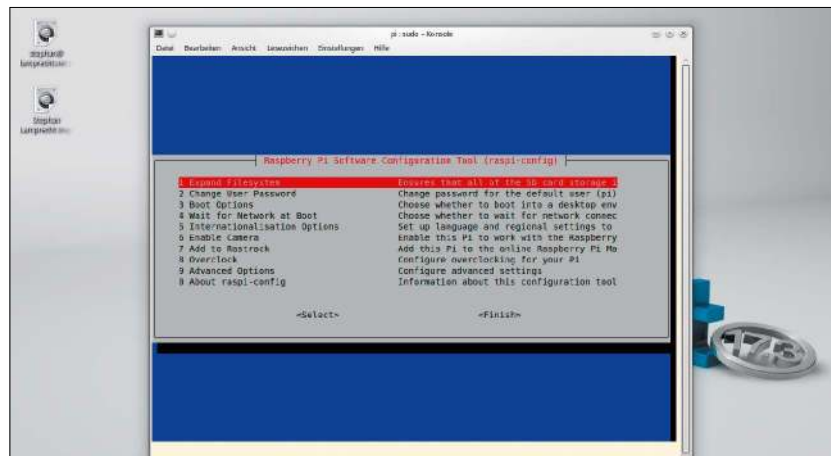 pi : sudo – Konsole
Datei Bearbeiten Ansicht Lesezeichen Einstellungen Hilfe
stephan@
Stephan
Raspberry Pi Software Configuration Tool (raspi-config)
1 Expand Filesystem Ensures that all of the SD card storage i
2 Change User Password Change password for the default user (pi)
3 Boot Options Choose whether to boot into a desktop env
4 Wait for Network at Boot Choose whether to wait for network connec
5 Internationalisation Options Set up language and regional settings to
6 Enable Camera Enable this Pi to work with the Raspberry
7 Add to Rastrack Add this Pi to the online Raspberry Pi Ma
8 Overclock Configure overclocking for your Pi
9 Advanced Options Configure advanced settings
0 About raspi-config Information about this configuration tool
<Select> <Finish>
17.3